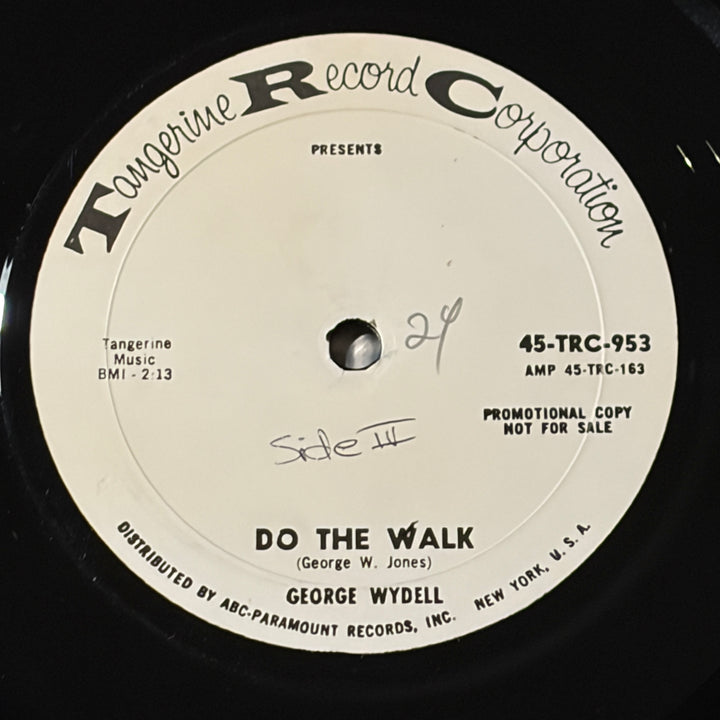 Tangerine Record Corporation
PRESENTS
24
Tangerine
Music
BMI - 2:13
45-TRC-953
AMP 45-TRC-163
PROMOTIONAL COPY
NOT FOR SALE
Side III
DO THE WALK
(George W. Jones)
GEORGE WYDELL
DISTRIBUTED BY ABC-PARAMOUNT RECORDS, INC. NEW YORK, U.S.A.